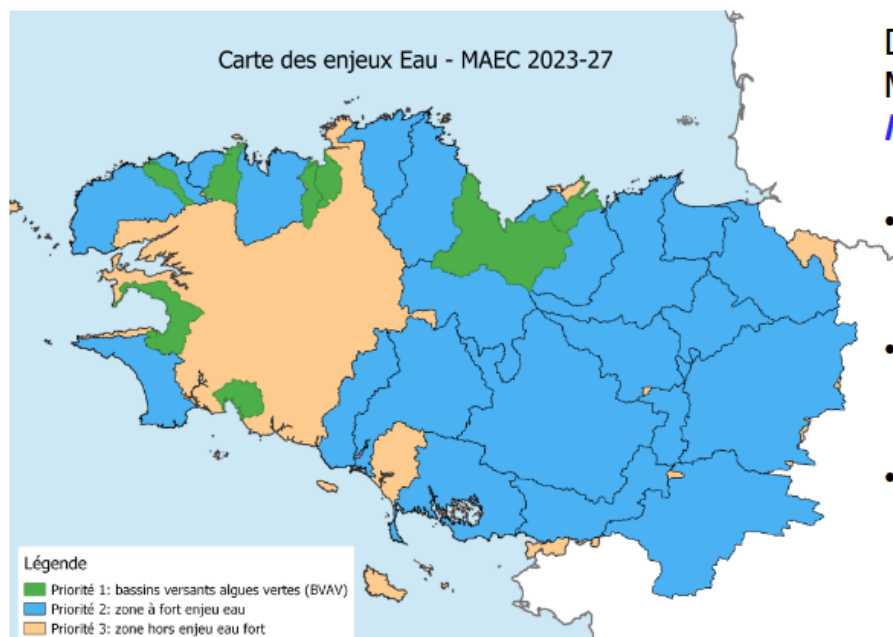 Carte des enjeux Eau - MAEC 2023-27
Légende
Priorité 1: bassins versants algues vertes (BVAV)
Priorité 2: zone à fort enjeu eau
Priorité 3: zone hors enjeu eau fort